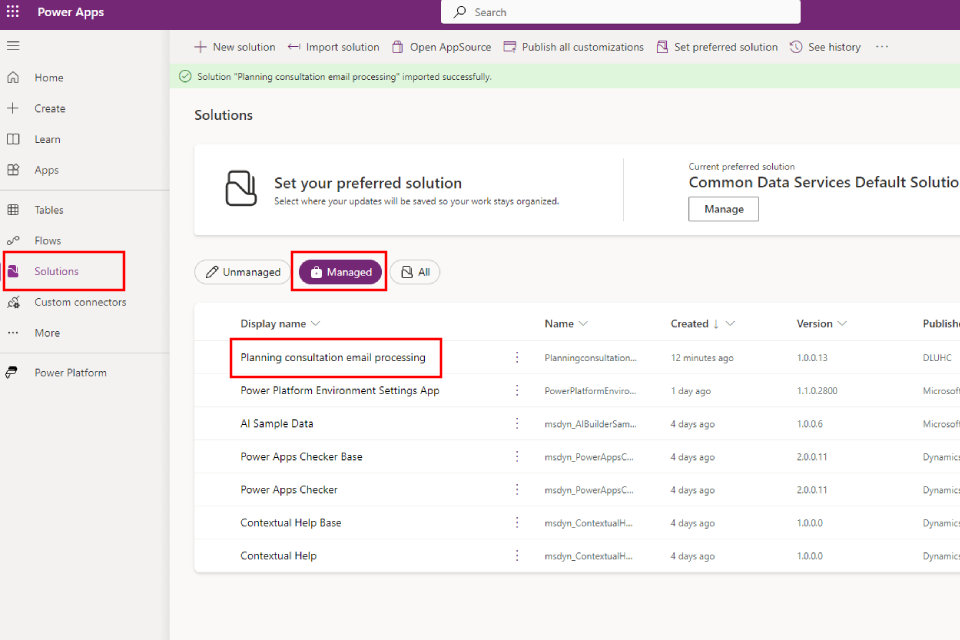 Power Apps
Search
New solution Import solution Open AppSource Publish all customizations Set preferred solution See history ...
Solution "Planning consultation email processing" imported successfully.
Home
Create
Learn
Apps
Tables
Flows
Solutions
Custom connectors
More
Power Platform
Solutions
Set your preferred solution
Select where your updates will be saved so your work stays organized.
Current preferred solution
Common Data Services Default Solutio
Manage
Unmanaged Managed All
Display name Name Created ↓ Version Publish
Planning consultation email processing Planningconsultation... 12 minutes ago 1.0.0.13 DLUHC
Power Platform Environment Settings App PowerPlatformEnviro... 1 day ago 1.1.0.2800 Microsoft
AI Sample Data msdyn_AIBuilderSam... 4 days ago 1.0.0.6 Microsoft
Power Apps Checker Base msdyn_PowerAppsC... 4 days ago 2.0.0.11 Dynamics
Power Apps Checker msdyn_PowerAppsC... 4 days ago 2.0.0.11 Dynamics
Contextual Help Base msdyn_ContextualH... 4 days ago 1.0.0.0 Dynamics
Contextual Help msdyn_ContextualH... 4 days ago 1.0.0.0 Dynamics